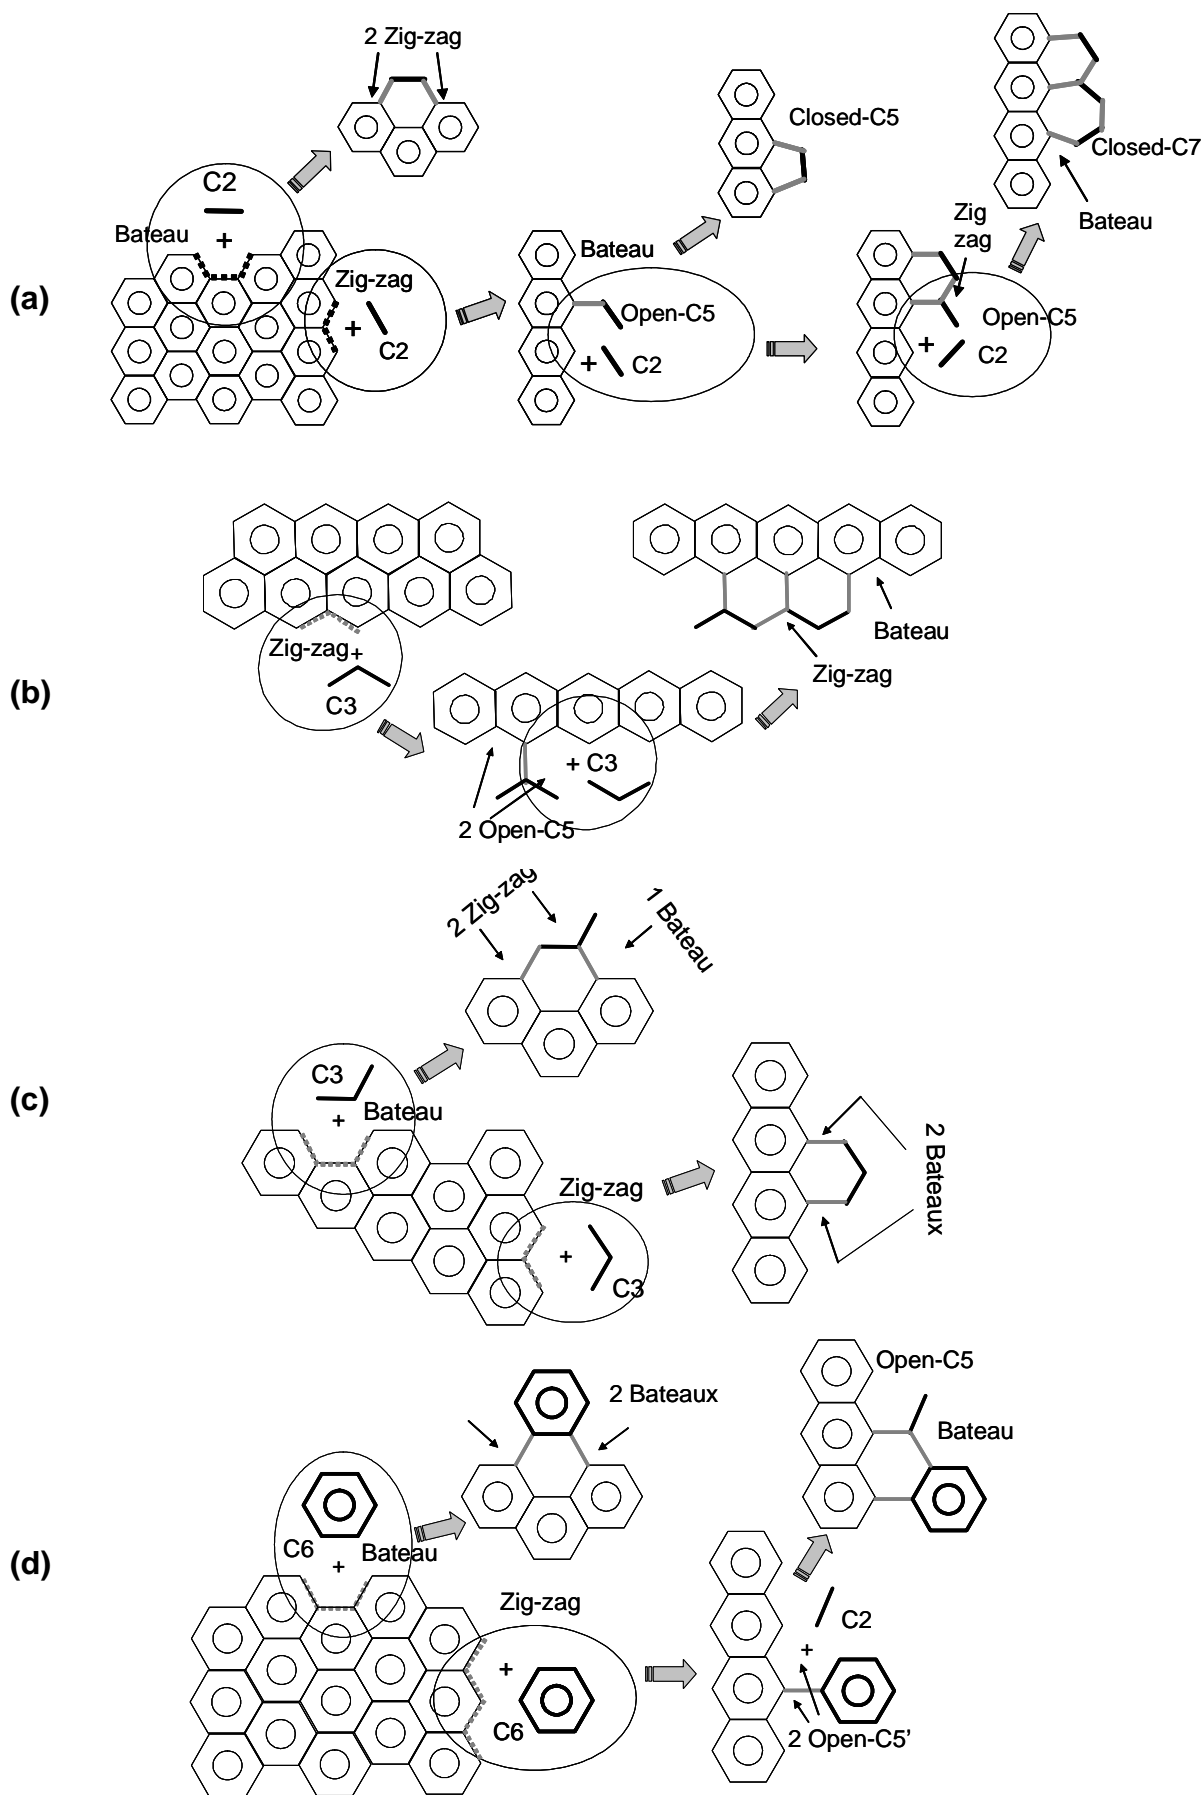 2 Zig-zag
C2
+
Bateau
Zig-zag
+
C2
(a)
Bateau
Open-C5
+
C2
Closed-C5
Zig
zag
Open-C5
+
C2
Closed-C7
Bateau
(b)
Zig-zag
+
C3
+ C3
2 Open-C5
Bateau
Zig-zag
(c)
2 Zig-zag
1 Bateau
C3
+
Bateau
Zig-zag
+
C3
2 Bateaux
(d)
2 Bateaux
C6
+
Bateau
Zig-zag
+
C6
C2
+
2 Open-C5’
Open-C5
Bateau